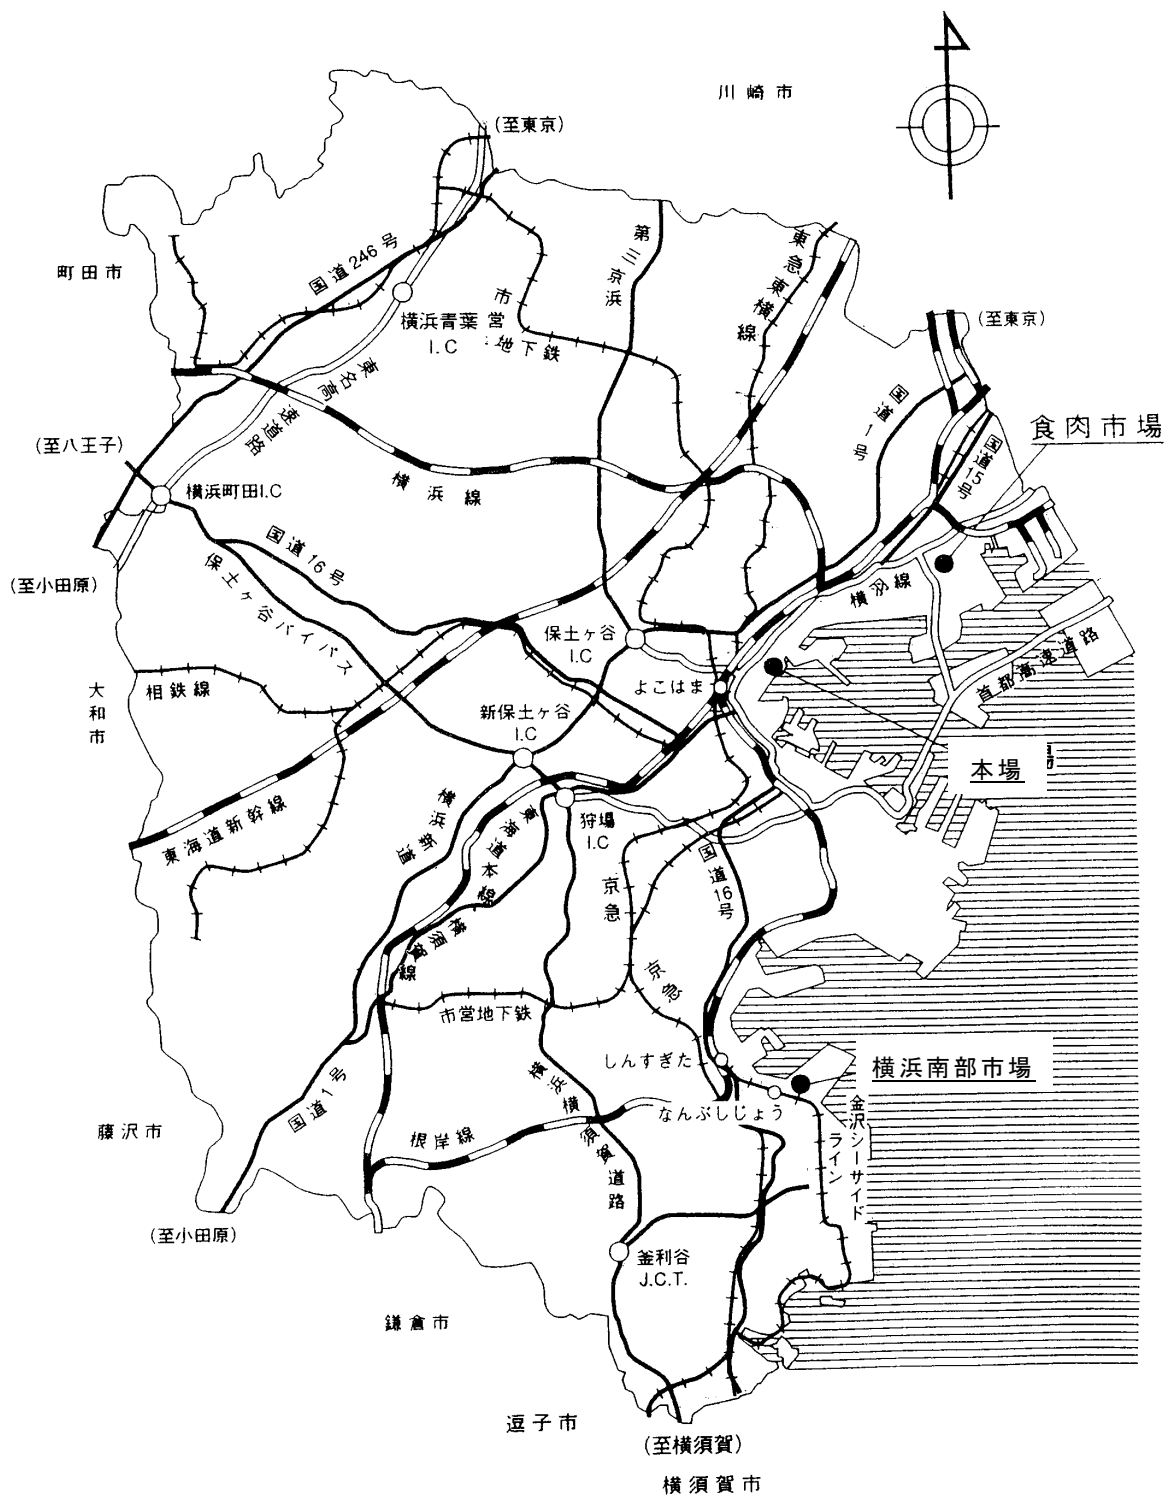 川崎市
(至東京)
町田市
国道246号
第三京浜
東急東横線
市営地下鉄
横浜青葉
I.C
(至東京)
東名高速道路
国道1号
食肉市場
(至八王子)
国道15号
横浜線
横浜町田I.C
国道16号
(至小田原)
保土ヶ谷バイパス
横羽線
保土ヶ谷
I.C
首都高速道路
大和市
相鉄線
よこはま
新保土ヶ谷
I.C
本場
場
東海道新幹線
横浜新道
東海道本線
狩場
I.C
京急
国道16号
横須賀線
京急
市営地下鉄
しんすぎた
横浜南部市場
国道1号
横浜横須賀道路
なんぶしじょう
金沢シーサイド
ライン
藤沢市
根岸線
(至小田原)
釜利谷
J.C.T.
鎌倉市
逗子市
(至横須賀)
横須賀市